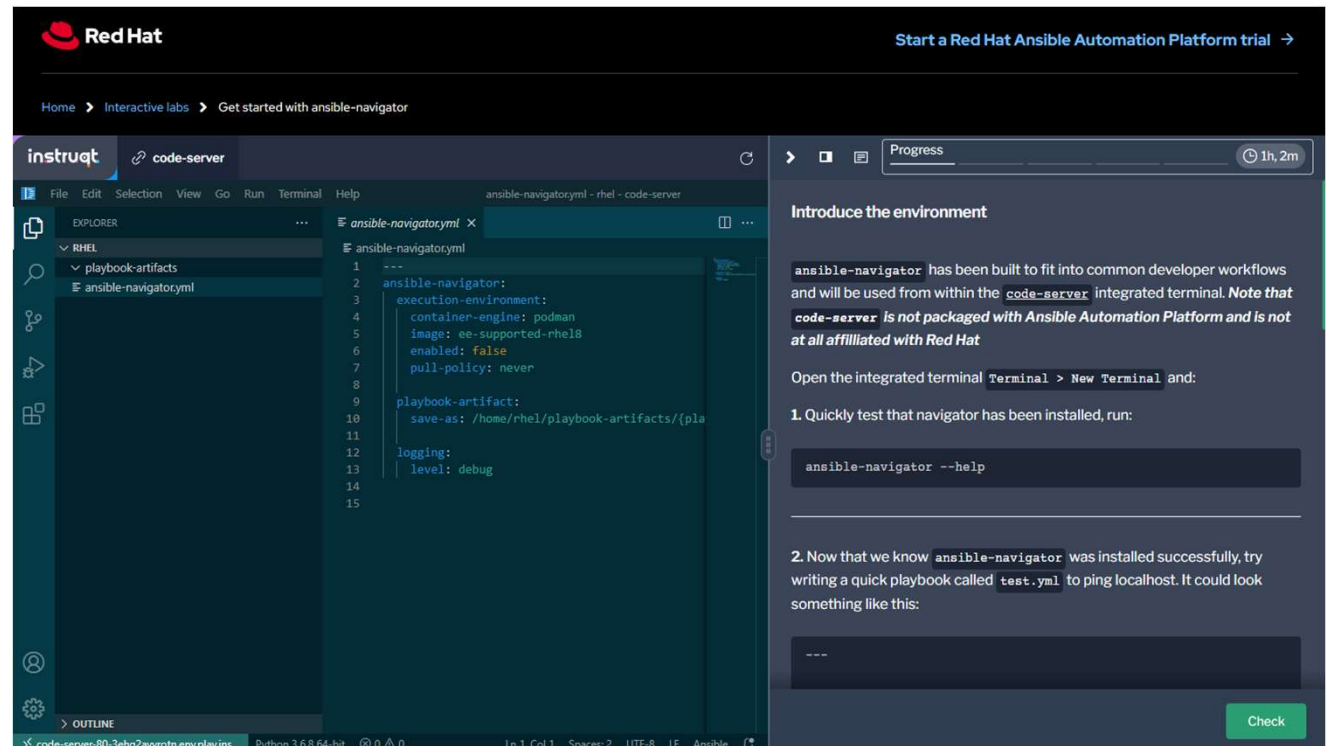 Red Hat
Start a Red Hat Ansible Automation Platform trial →
Home > Interactive labs > Get started with ansible-navigator
instruqt code-server
File Edit Selection View Go Run Terminal Help ansible-navigator.yml - rhel - code-server
EXPLORER
RHEL
playbook-artifacts
ansible-navigator.yml
ansible-navigator.yml
ansible-navigator.yml
1 ---
2 ansible-navigator:
3 execution-environment:
4 container-engine: podman
5 image: ee-supported-rhel8
6 enabled: false
7 pull-policy: never
8
9 playbook-artifact:
10 save-as: /home/rhel/playbook-artifacts/{pla
11
12 logging:
13 level: debug
14
15
OUTLINE
Python 3.6.8 64-bit 0 0 Ln 1, Col 1 Spaces: 2 UTF-8 LF Ansible
Progress 1h, 2m
Introduce the environment
ansible-navigator has been built to fit into common developer workflows
and will be used from within the code-server integrated terminal. Note that
code-server is not packaged with Ansible Automation Platform and is not
at all affilliated with Red Hat
Open the integrated terminal Terminal > New Terminal and:
1. Quickly test that navigator has been installed, run:
ansible-navigator --help
2. Now that we know ansible-navigator was installed successfully, try
writing a quick playbook called test.yml to ping localhost. It could look
something like this:
---
Check